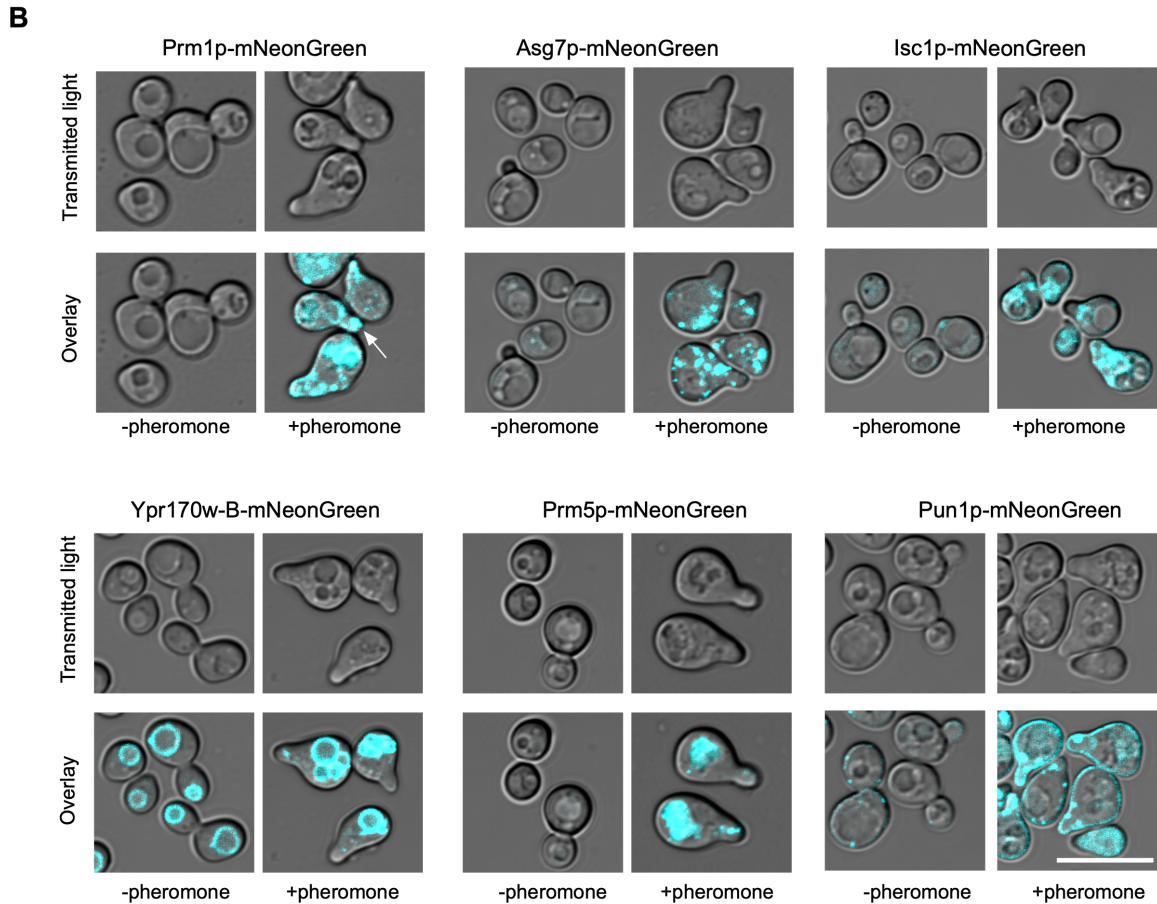 B
Prm1p-mNeonGreen Asg7p-mNeonGreen Isc1p-mNeonGreen
Transmitted light
Overlay
-pheromone +pheromone -pheromone +pheromone -pheromone +pheromone
Ypr170w-B-mNeonGreen Prm5p-mNeonGreen Pun1p-mNeonGreen
Transmitted light
Overlay
-pheromone +pheromone -pheromone +pheromone -pheromone +pheromone